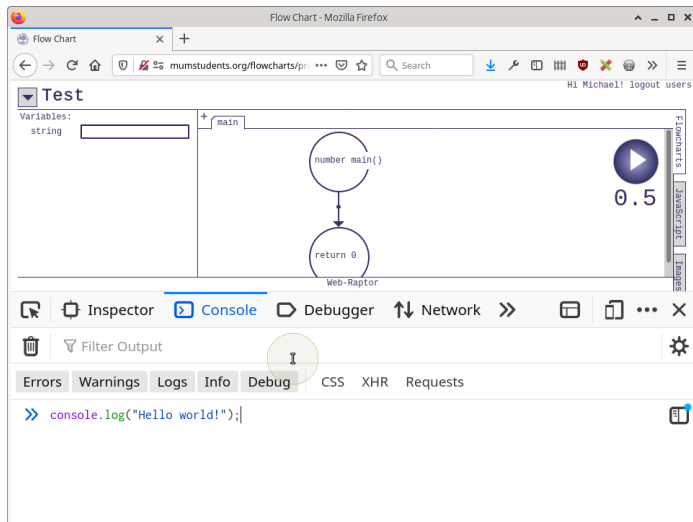 Flow Chart - Mozilla Firefox
Flow Chart
mumstudents.org/flowcharts/pr
Search
Hi Michael! logout users
Test
Variables:
string
+
main
number main()
return 0
0.5
Flowcharts
JavaScript
Images
Web-Raptor
Inspector
Console
Debugger
Network
Filter Output
Errors
Warnings
Logs
Info
Debug
CSS
XHR
Requests
console.log("Hello world!");